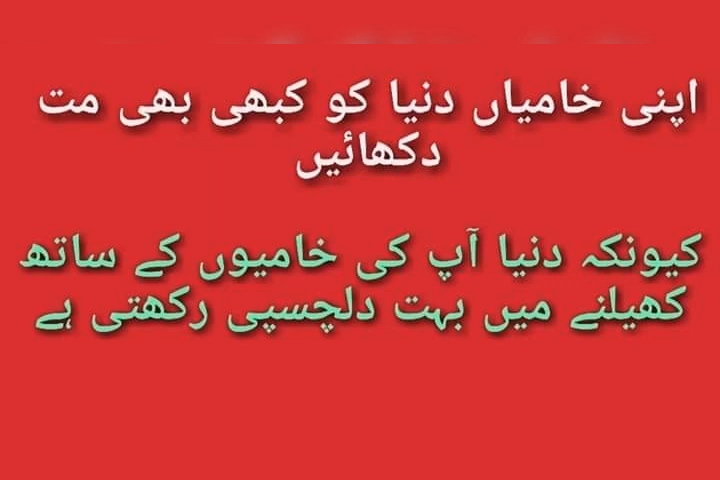 اپنی خامیاں دنیا کو کبھی بھی مت
دکھائیں
کیونکہ دنیا آپ کی خامیوں کے ساتھ
کھیلنے میں بہت دلچسپی رکھتی ہے